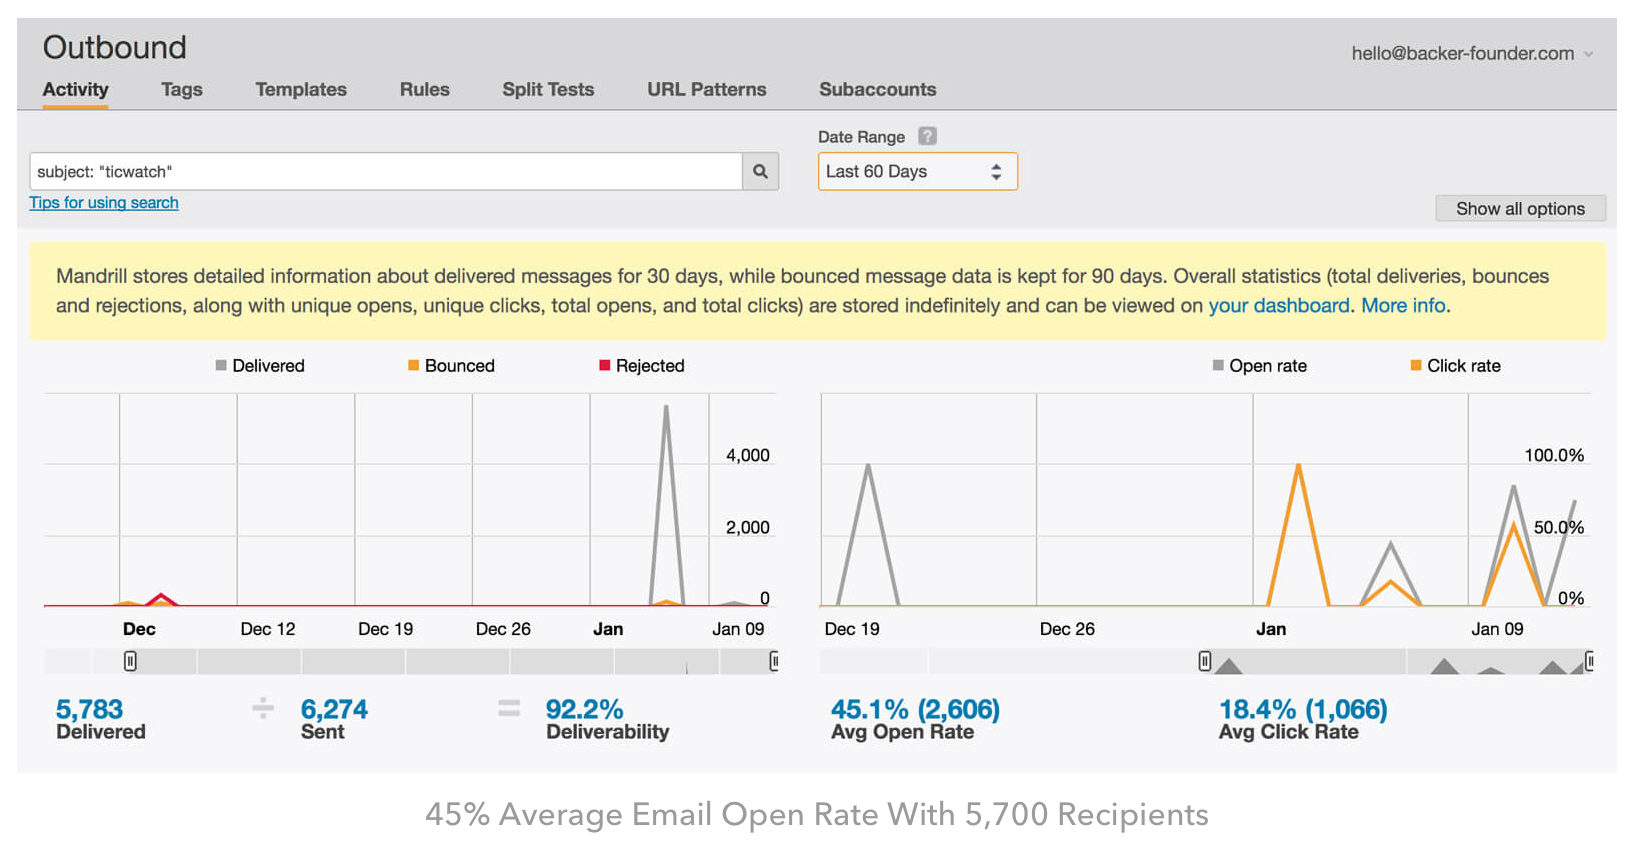 Outbound
hello@backer-founder.com
Activity Tags Templates Rules Split Tests URL Patterns Subaccounts
Date Range ?
subject: "ticwatch"
Last 60 Days
Tips for using search
Show all options
Mandrill stores detailed information about delivered messages for 30 days, while bounced message data is kept for 90 days. Overall statistics (total deliveries, bounces
and rejections, along with unique opens, unique clicks, total opens, and total clicks) are stored indefinitely and can be viewed on your dashboard. More info.
Delivered Bounced Rejected
4,000
2,000
0
Dec Dec 12 Dec 19 Dec 26 Jan Jan 09
Open rate Click rate
100.0%
50.0%
0%
Dec 19 Dec 26 Jan Jan 09
5,783 ÷ 6,274 = 92.2%
Delivered Sent Deliverability
45.1% (2,606) 18.4% (1,066)
Avg Open Rate Avg Click Rate
45% Average Email Open Rate With 5,700 Recipients